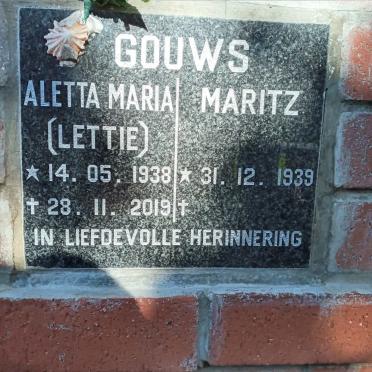 GOUWS
ALETTA MARIA
(LETTIE)
★ 14. 05. 1938
✝ 28. 11. 2019
MARITZ
★ 31. 12. 1939
✝
IN LIEFDEVOLLE HERINNERING